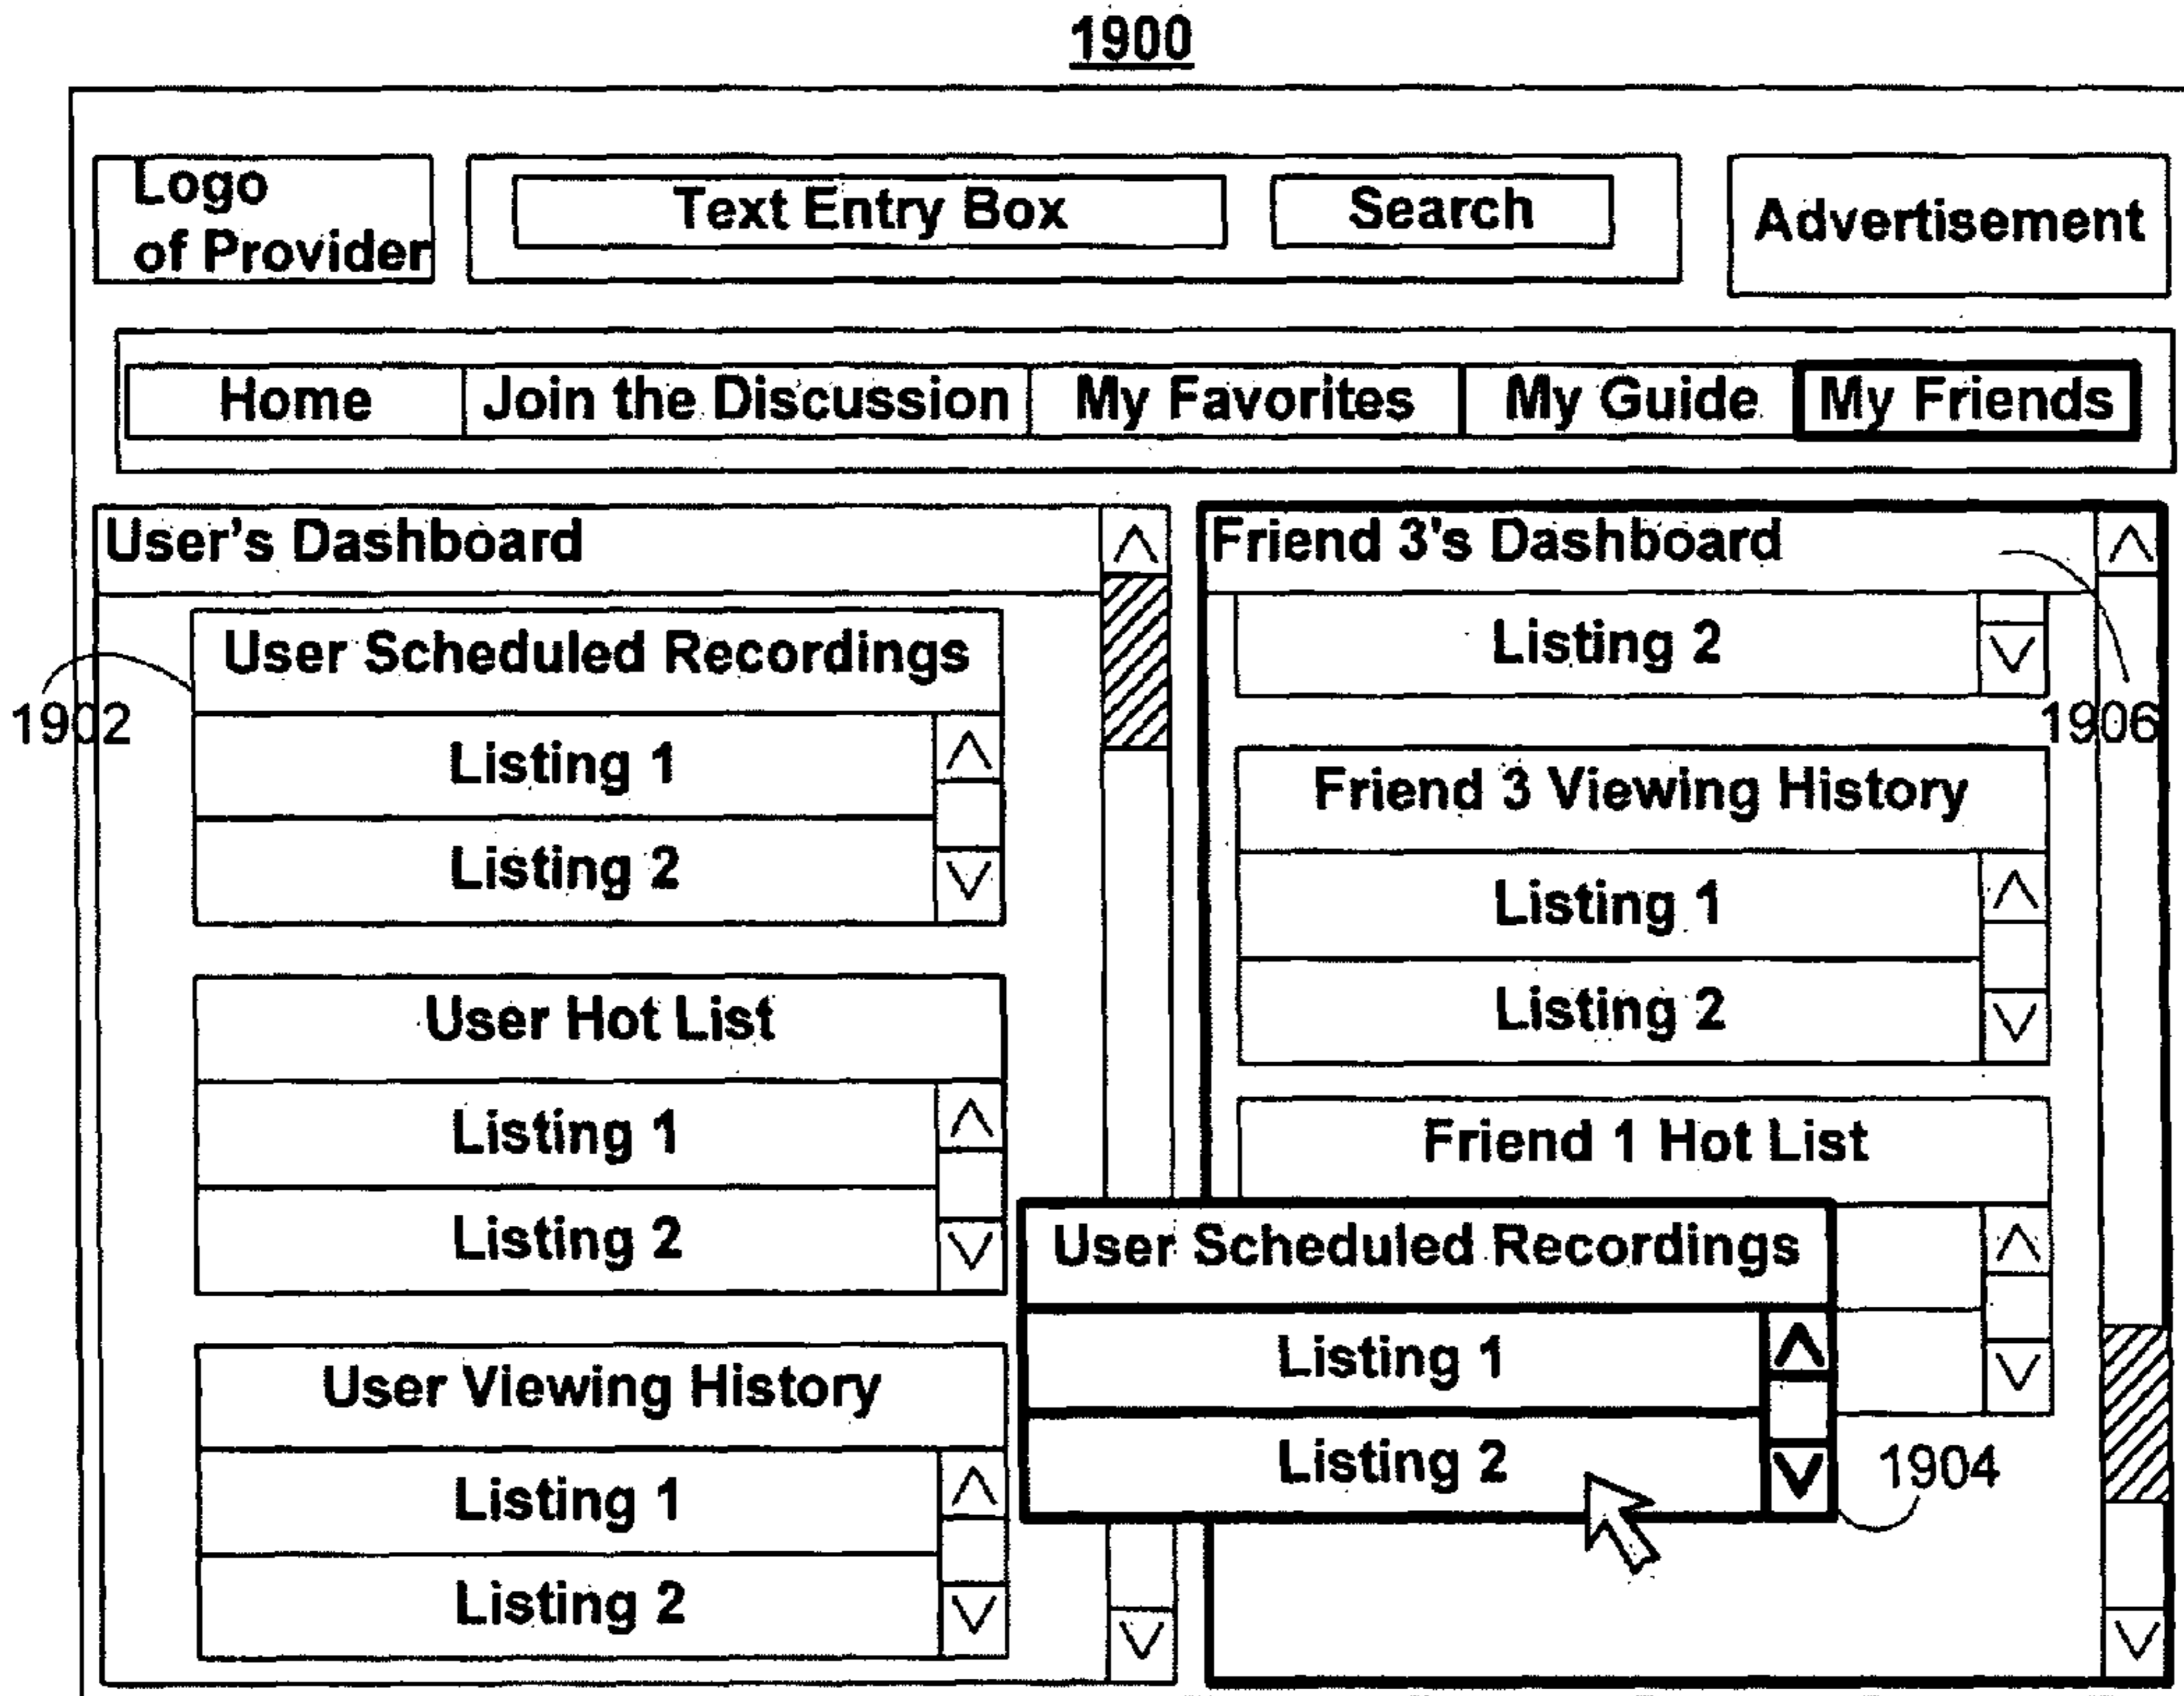 1900
Logo
of Provider
Text Entry Box
Search
Advertisement
Home
Join the Discussion
My Favorites
My Guide
My Friends
User's Dashboard
User Scheduled Recordings
1902
Listing 1
Listing 2
User Hot List
Listing 1
Listing 2
User Viewing History
Listing 1
Listing 2
Friend 3's Dashboard
Listing 2
1906
Friend 3 Viewing History
Listing 1
Listing 2
Friend 1 Hot List
User Scheduled Recordings
Listing 1
Listing 2
1904